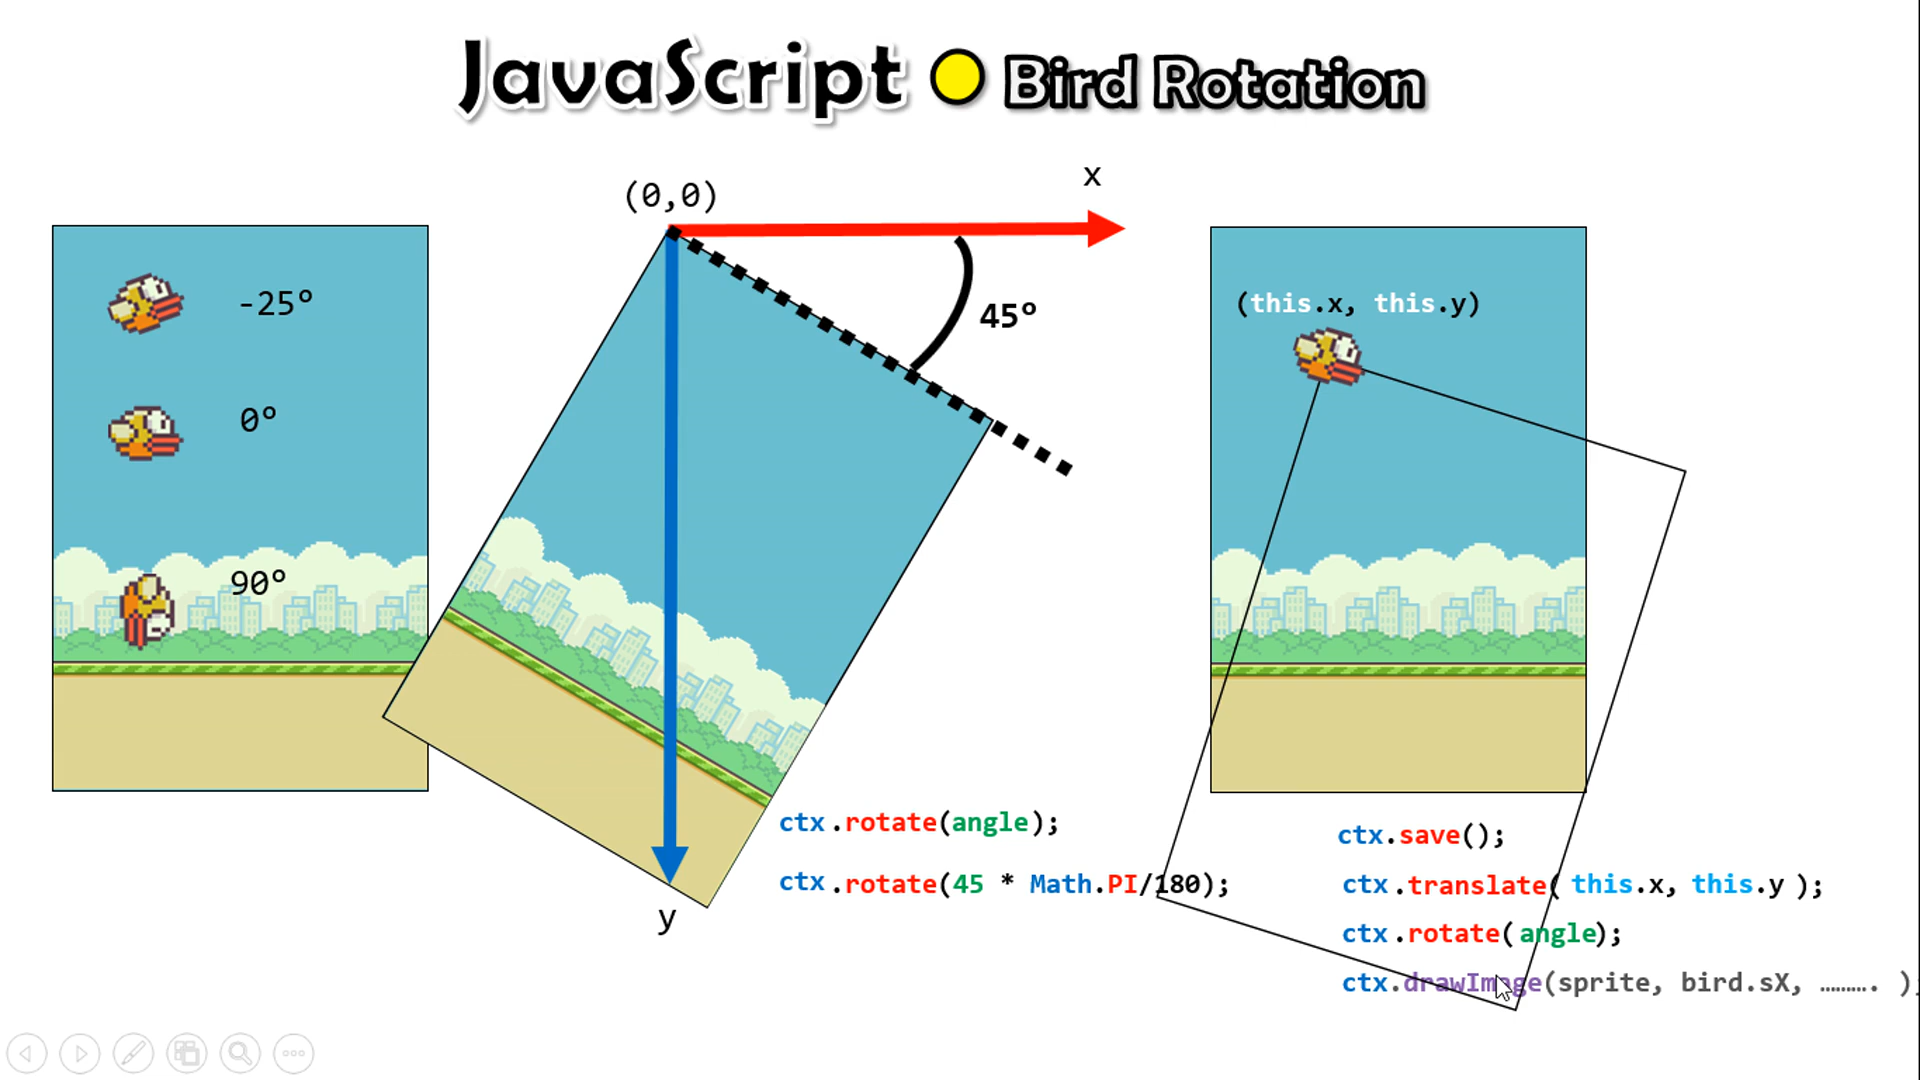 JavaScript Bird Rotation
-25°
0°
90°
(0,0)
x
45°
y
ctx.rotate(angle);
ctx.rotate(45 * Math.PI/180);
(this.x, this.y)
ctx.save();
ctx.translate( this.x, this.y );
ctx.rotate(angle);
ctx.drawImage(sprite, bird.sX, ………. );